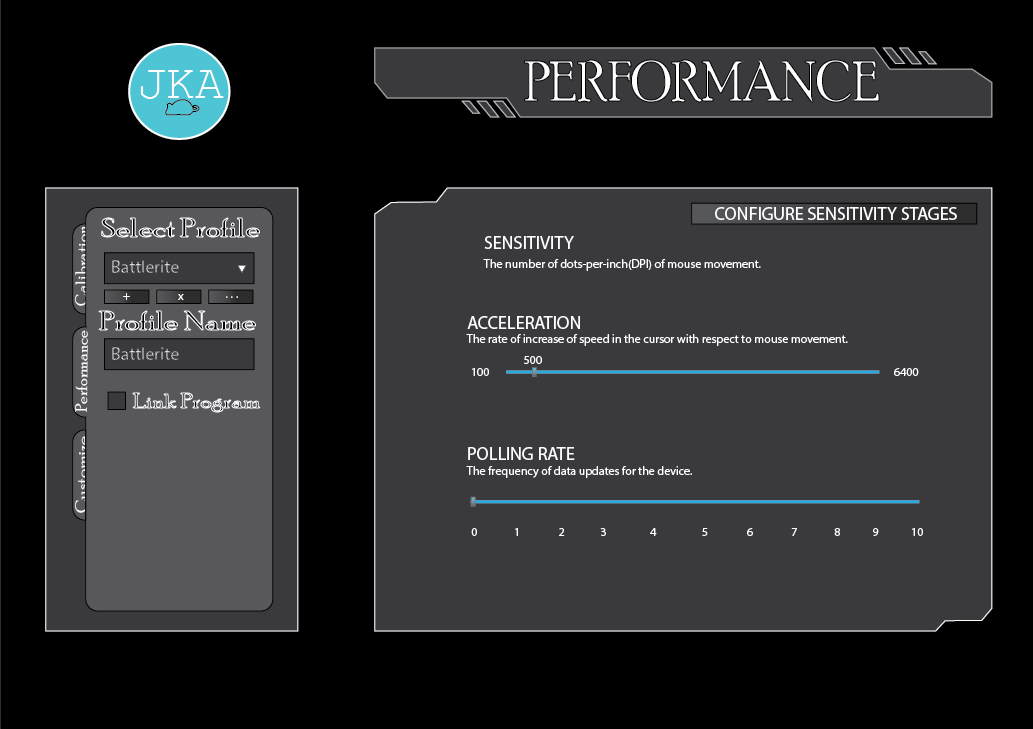 JKA
PERFORMANCE
Select Profile
Battlerite
+ x ...
Profile Name
Battlerite
Link Program
Calibration
Performance
Customize
CONFIGURE SENSITIVITY STAGES
SENSITIVITY
The number of dots-per-inch(DPI) of mouse movement.
ACCELERATION
The rate of increase of speed in the cursor with respect to mouse movement.
500
100 6400
POLLING RATE
The frequency of data updates for the device.
0 1 2 3 4 5 6 7 8 9 10